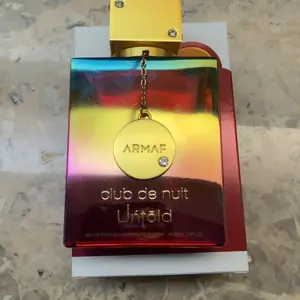 ARMAF
club de nuit
Untold